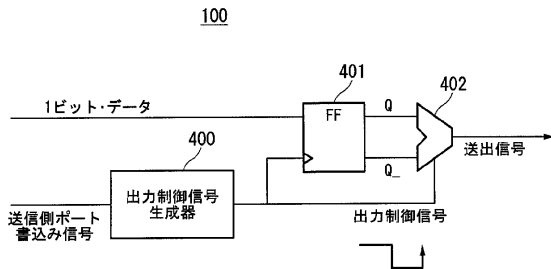 100
401
402
1ビット・データ
FF
Q
400
送出信号
Q_
出力制御信号
生成器
送信側ポート
書込み信号
出力制御信号